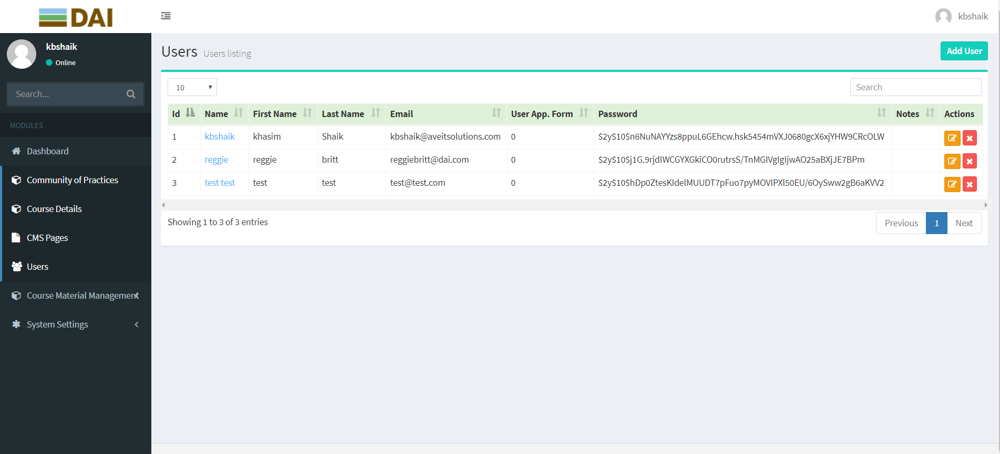 DAI
kbshaik
kbshaik
Online
Search...
MODULES
Dashboard
Community of Practices
Course Details
CMS Pages
Users
Course Material Management
System Settings
Users Users listing
Add User
10
Search
Id Name First Name Last Name Email User App. Form Password Notes Actions
1 kbshaik khasim Shaik kbshaik@aveitsolutions.com 0 $2y$10$n6NuNAYYzs8ppuL6GEhcw.hsk5454mVXJ0680gcX6xjYHW9CRcOLW
2 reggie reggie britt reggiebritt@dai.com 0 $2y$10$j1G.9rjdIWCGYXGkiCO0rutrsS/TnMGIVgIgIjwAO25aBXjJE7BPm
3 test test test test test@test.com 0 $2y$10$hDp0ZtesKIdelMUUDT7pFuo7pyMOVIPXl50EU/6OySww2gB6aKVV2
Showing 1 to 3 of 3 entries
Previous 1 Next